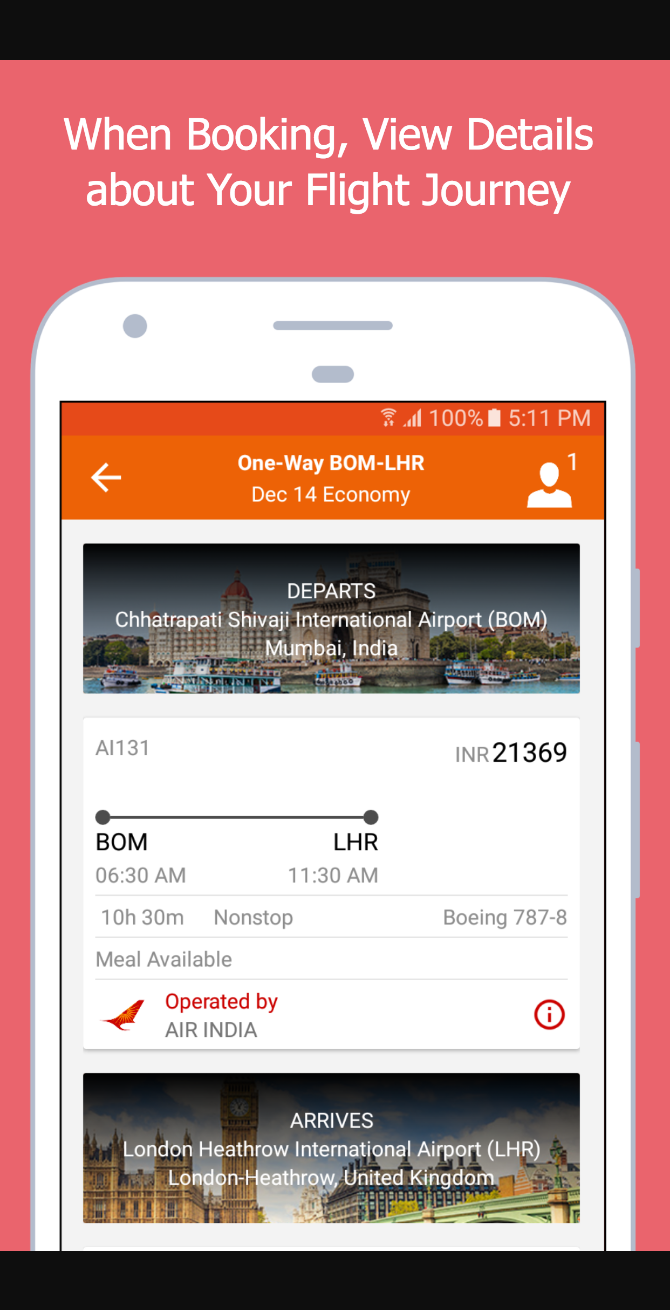 When Booking, View Details
about Your Flight Journey
100% 5:11 PM
One-Way BOM-LHR
1
Dec 14 Economy
DEPARTS
Chhatrapati Shivaji International Airport (BOM)
Mumbai, India
AI131
INR 21369
BOM LHR
06:30 AM 11:30 AM
10h 30m Nonstop Boeing 787-8
Meal Available
Operated by
AIR INDIA
ARRIVES
London Heathrow International Airport (LHR)
London-Heathrow, United Kingdom